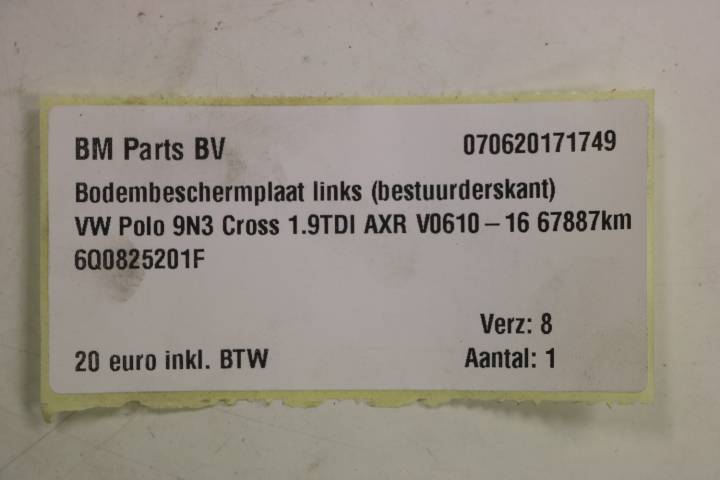 BM Parts BV 070620171749
Bodembeschermplaat links (bestuurderskant)
VW Polo 9N3 Cross 1.9TDI AXR V0610-16 67887km
6Q0825201F
Verz: 8
20 euro inkl. BTW Aantal: 1